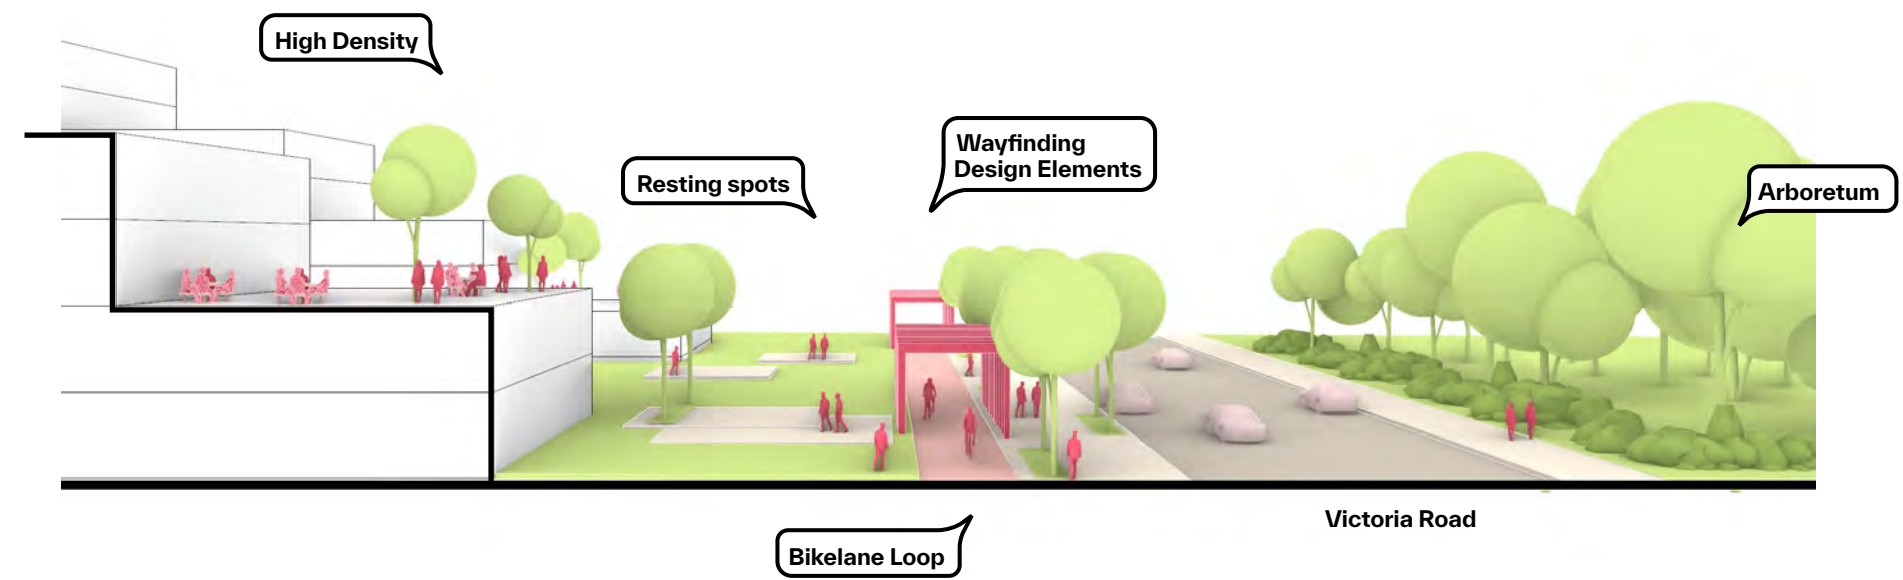 High Density
Wayfinding
Design Elements
Resting spots
Arboretum
Victoria Road
Bikelane Loop